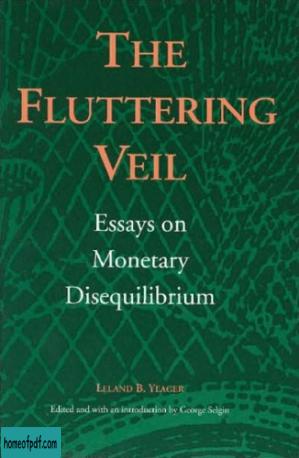 THE
FLUTTERING
VEIL
Essays on
Monetary
Disequilibrium
LELAND B. YEAGER
Edited and with an introduction by George Selgin
homeofpdf.com